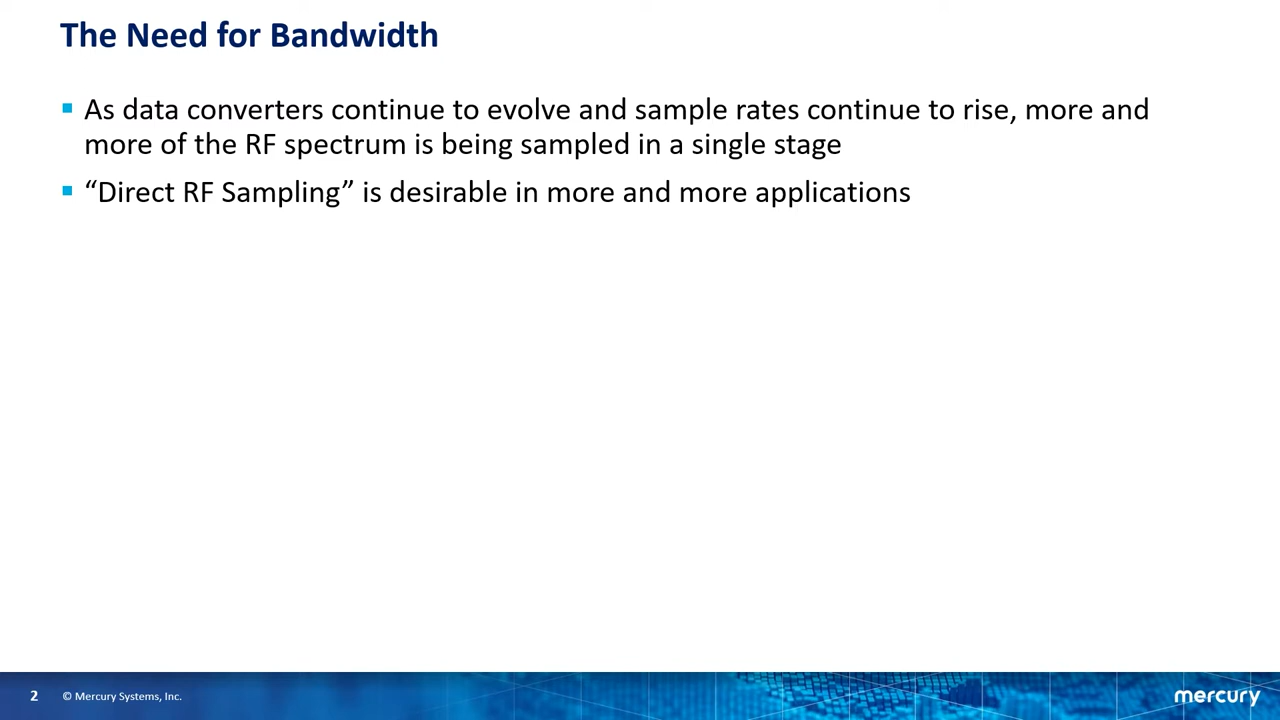 The Need for Bandwidth
▪ As data converters continue to evolve and sample rates continue to rise, more and
more of the RF spectrum is being sampled in a single stage
▪ “Direct RF Sampling” is desirable in more and more applications
2 © Mercury Systems, Inc.
mercury